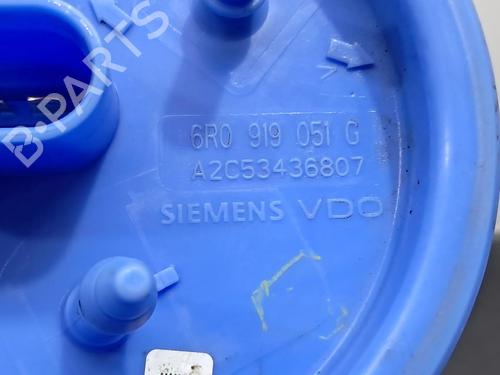 B-PARTS
6R0 919 051 G
A2C53436807
SIEMENS VDO